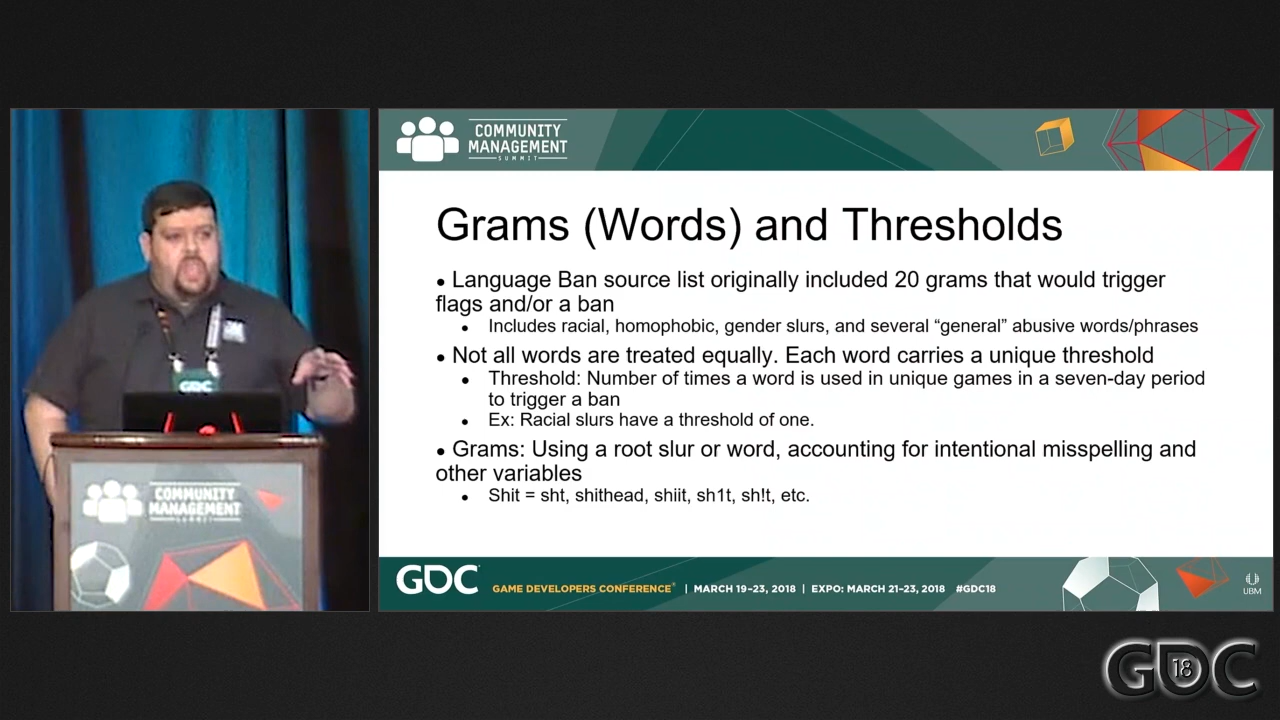 COMMUNITY
MANAGEMENT
SUMMIT
Grams (Words) and Thresholds
• Language Ban source list originally included 20 grams that would trigger
flags and/or a ban
• Includes racial, homophobic, gender slurs, and several “general” abusive words/phrases
• Not all words are treated equally. Each word carries a unique threshold
• Threshold: Number of times a word is used in unique games in a seven-day period
to trigger a ban
• Ex: Racial slurs have a threshold of one.
• Grams: Using a root slur or word, accounting for intentional misspelling and
other variables
• Shit = sht, shithead, shiit, sh1t, sh!t, etc.
GDC
COMMUNITY
MANAGEMENT
SUMMIT
GDC GAME DEVELOPERS CONFERENCE® | MARCH 19–23, 2018 | EXPO: MARCH 21–23, 2018 #GDC18
UBM
GDC 18